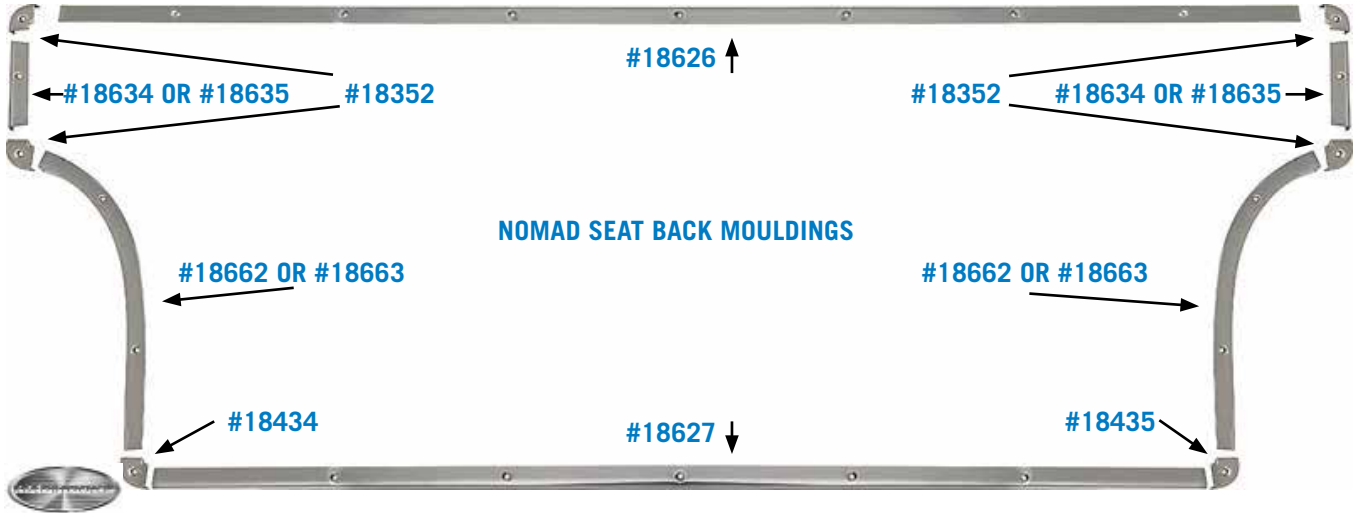 #18626
#18634 OR #18635 #18352 #18352 #18634 OR #18635
NOMAD SEAT BACK MOULDINGS
#18662 OR #18663 #18662 OR #18663
#18434 #18627 #18435